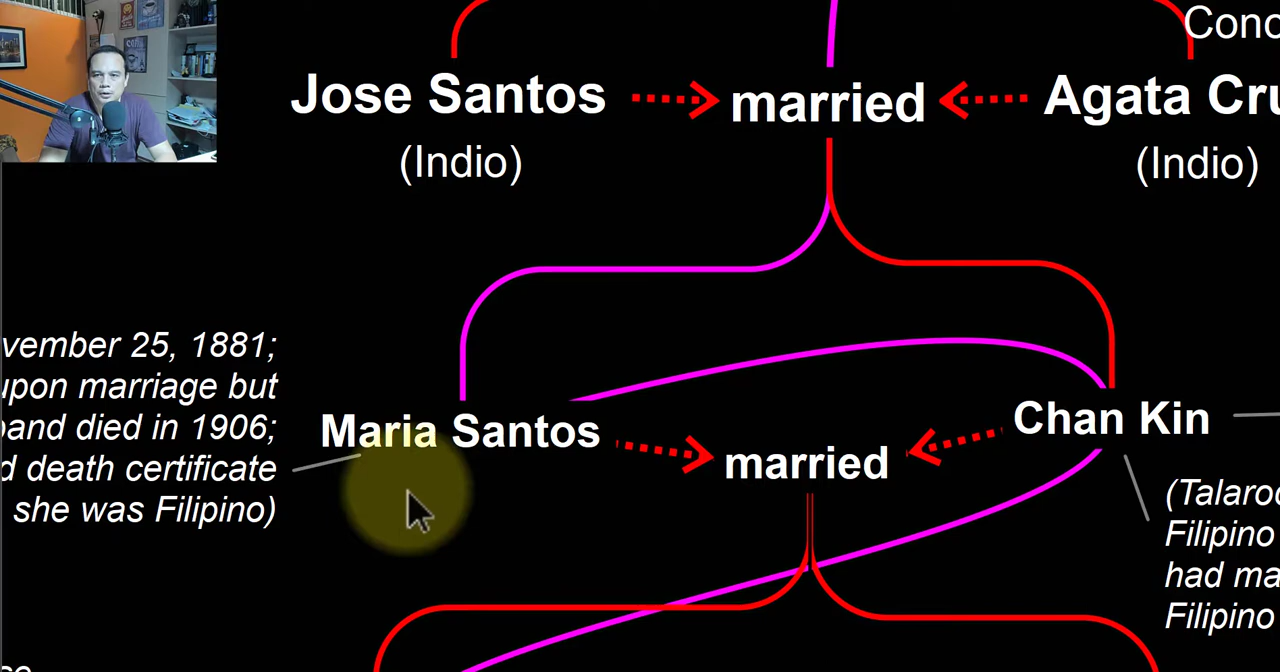 Conc
Jose Santos
married
Agata Cru
(Indio)
(Indio)
vember 25, 1881;
upon marriage but
band died in 1906;
d death certificate
she was Filipino)
Maria Santos
married
Chan Kin
(Talaroc
Filipino
had ma
Filipino